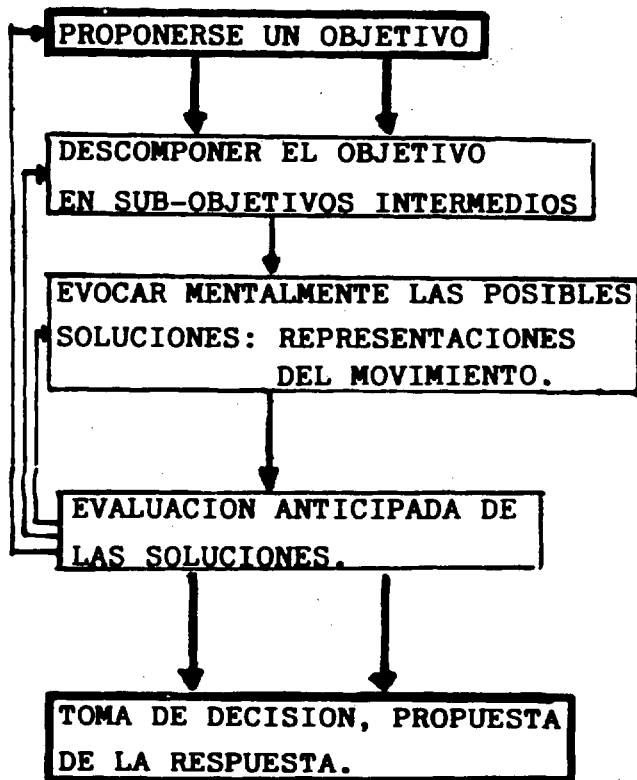 PROPONERSE UN OBJETIVO
DESCOMPONER EL OBJETIVO
EN SUB-OBJETIVOS INTERMEDIOS
EVOCAR MENTALMENTE LAS POSIBLES
SOLUCIONES: REPRESENTACIONES
DEL MOVIMIENTO.
EVALUACION ANTICIPADA DE
LAS SOLUCIONES.
TOMA DE DECISION, PROPUESTA
DE LA RESPUESTA.